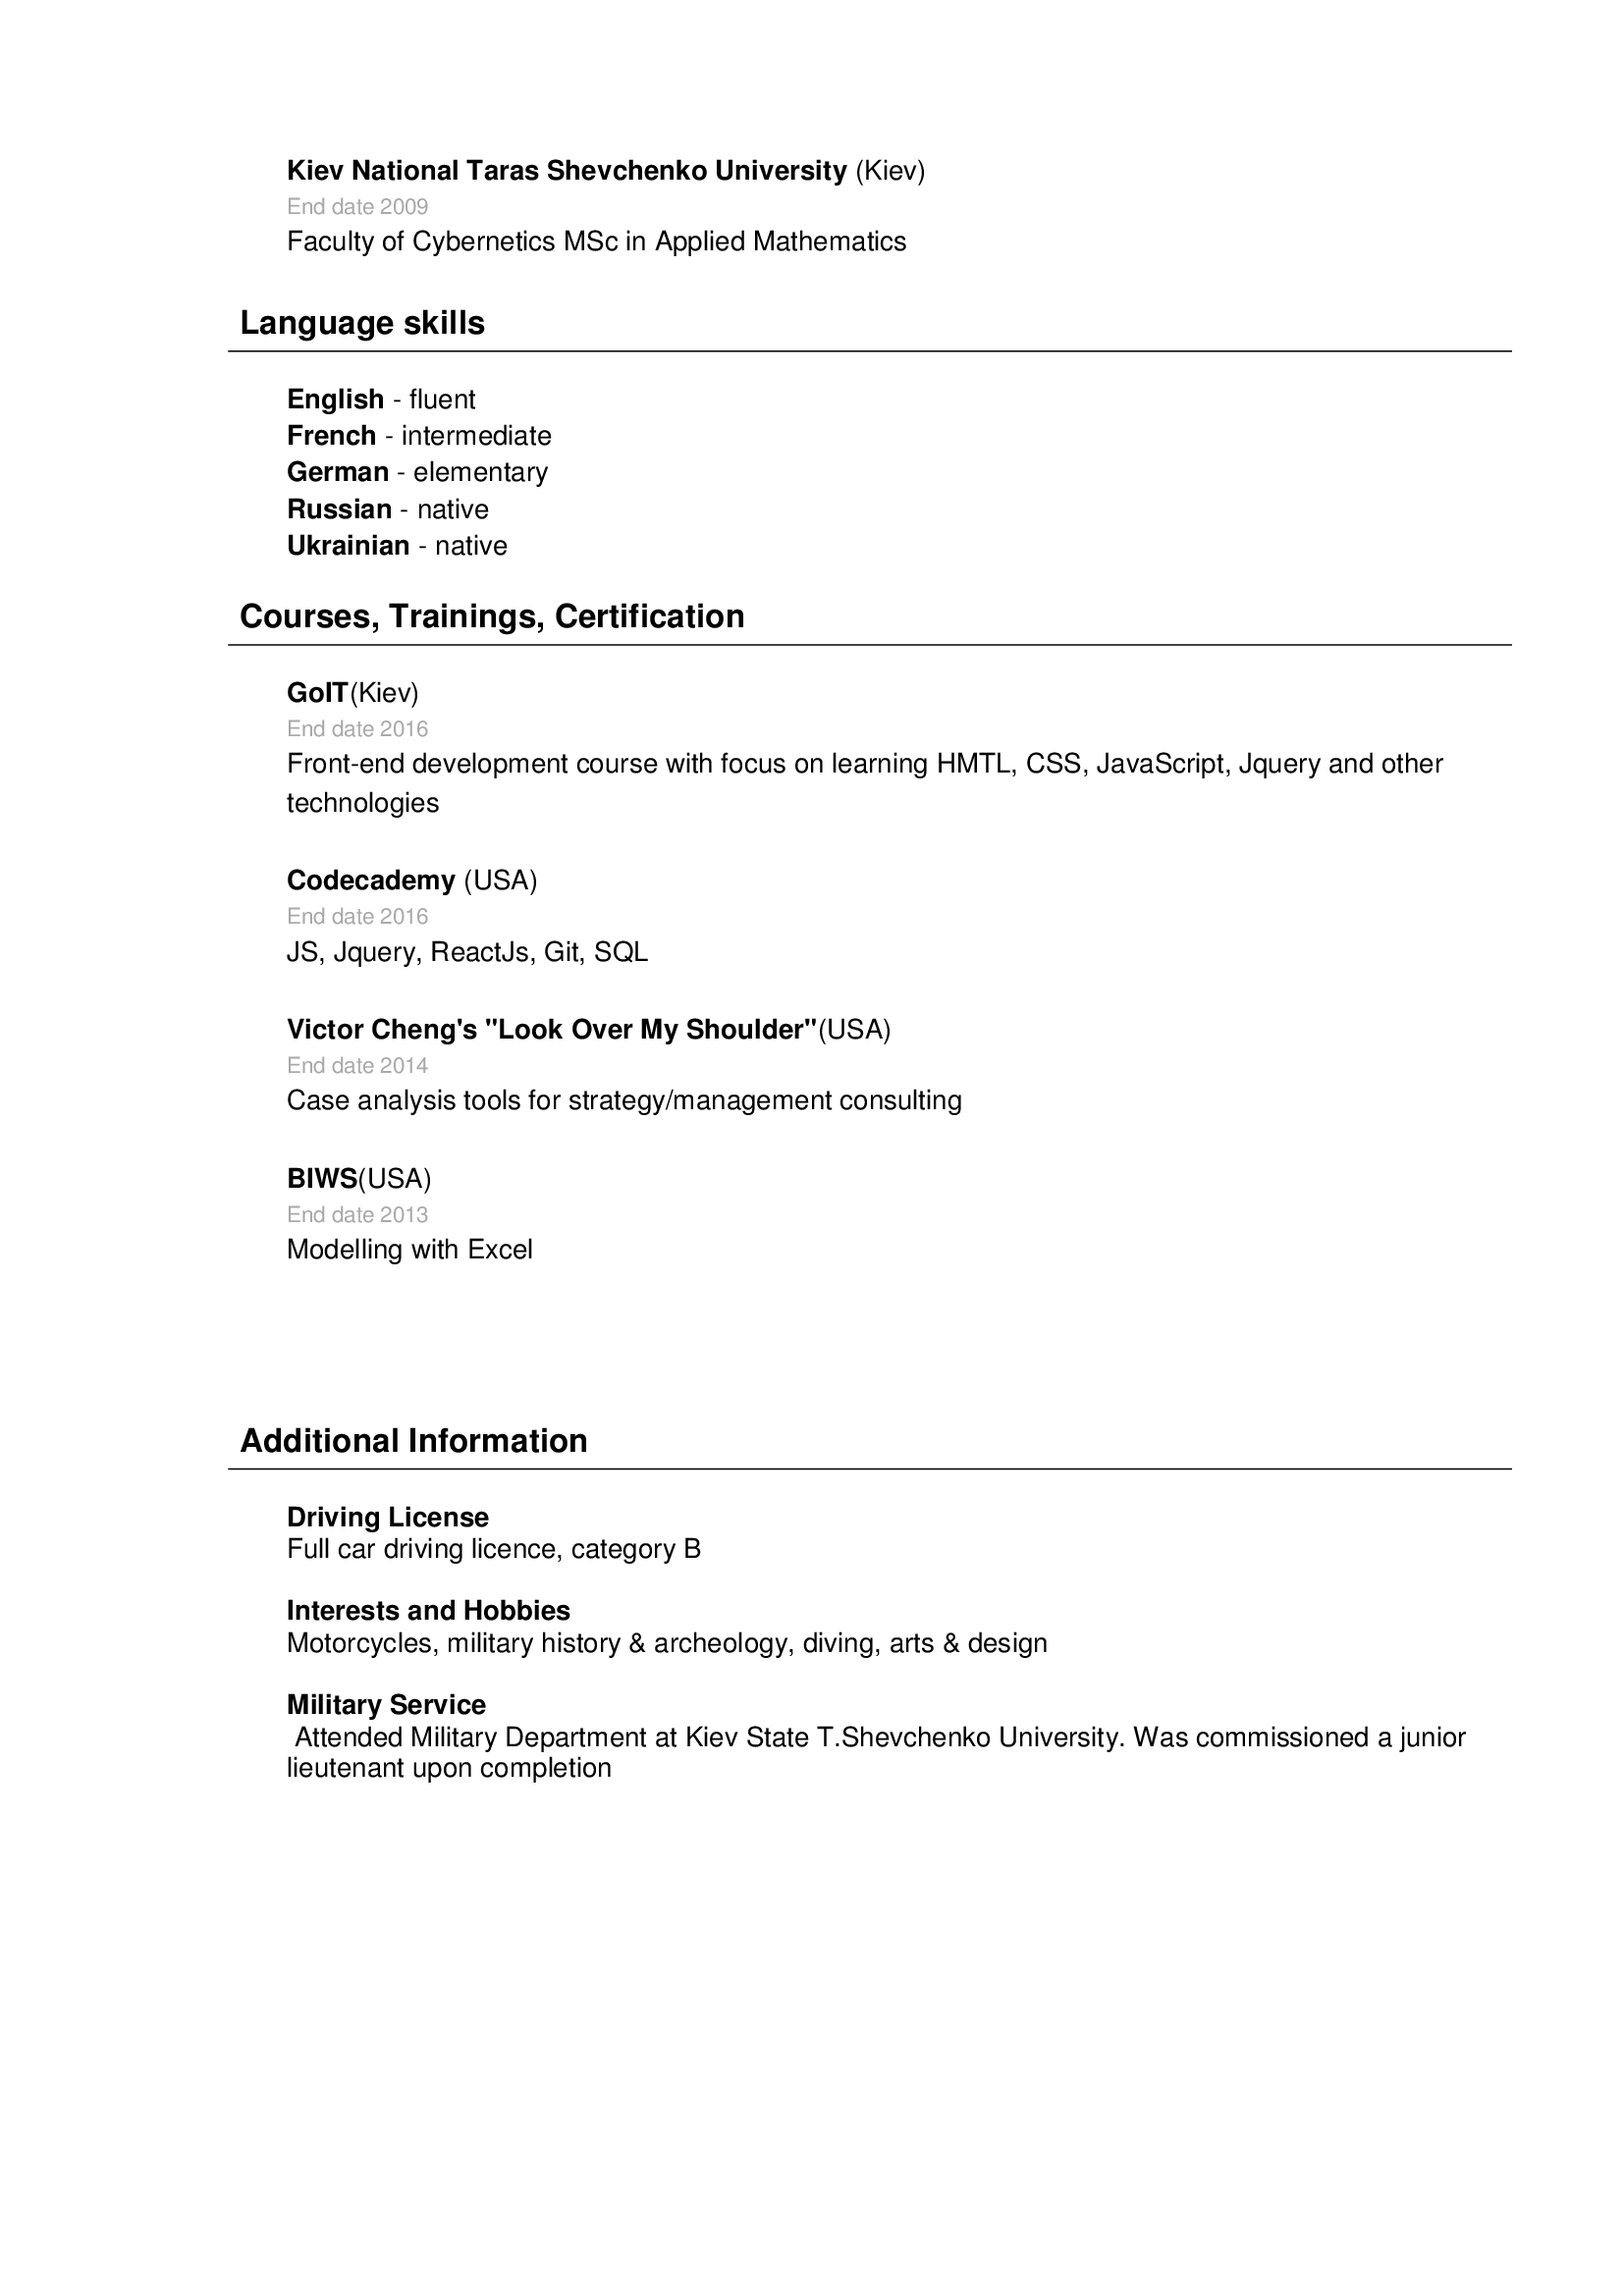 Kiev National Taras Shevchenko University (Kiev)
End date 2009
Faculty of Cybernetics MSc in Applied Mathematics
Language skills
English - fluent
French - intermediate
German - elementary
Russian - native
Ukrainian - native
Courses, Trainings, Certification
GoIT(Kiev)
End date 2016
Front-end development course with focus on learning HMTL, CSS, JavaScript, Jquery and other
technologies
Codecademy (USA)
End date 2016
JS, Jquery, ReactJs, Git, SQL
Victor Cheng's "Look Over My Shoulder"(USA)
End date 2014
Case analysis tools for strategy/management consulting
BIWS(USA)
End date 2013
Modelling with Excel
Additional Information
Driving License
Full car driving licence, category B
Interests and Hobbies
Motorcycles, military history & archeology, diving, arts & design
Military Service
Attended Military Department at Kiev State T.Shevchenko University. Was commissioned a junior
lieutenant upon completion